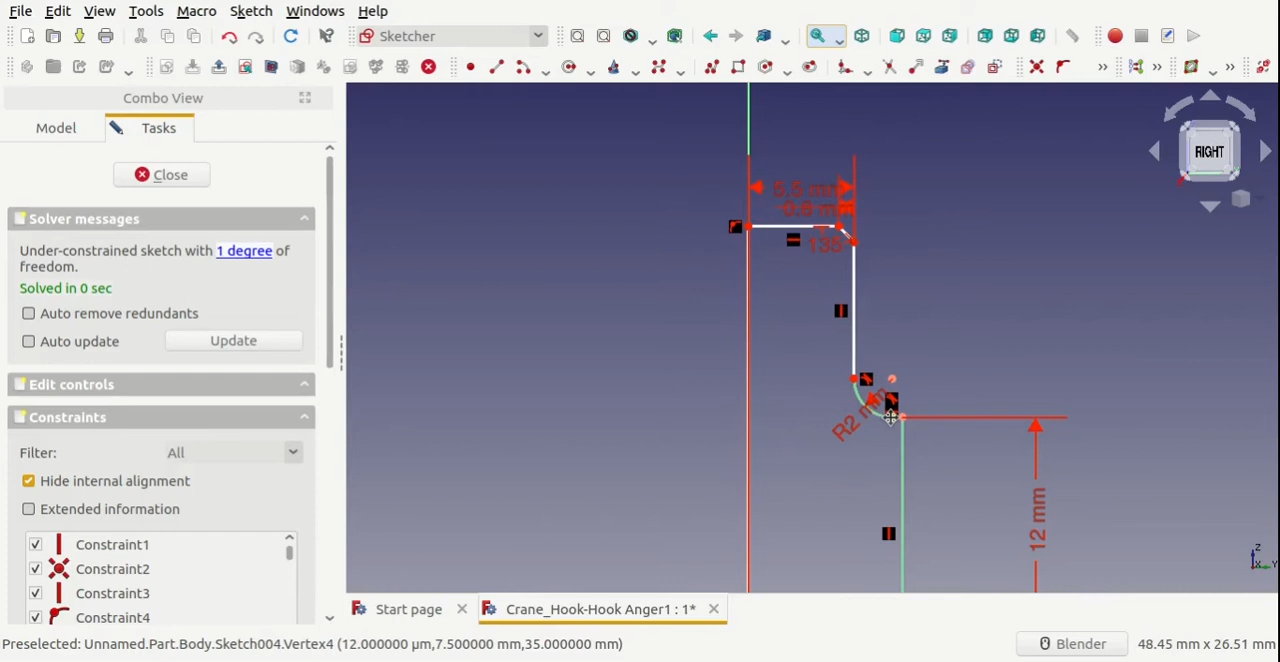 File Edit View Tools Macro Sketch Windows Help
Sketcher
Combo View
Model Tasks
Close
Solver messages
Under-constrained sketch with 1 degree of
freedom.
Solved in 0 sec
Auto remove redundants
Auto update Update
Edit controls
Constraints
Filter: All
Hide internal alignment
Extended information
Constraint1
Constraint2
Constraint3
Constraint4
RIGHT
5.5 mm
0.8 mm
135°
R2 mm
12 mm
Z
Y
Start page Crane_Hook-Hook Anger1 : 1*
Preselected: Unnamed.Part.Body.Sketch004.Vertex4 (12.000000 µm,7.500000 mm,35.000000 mm) Blender 48.45 mm x 26.51 mm